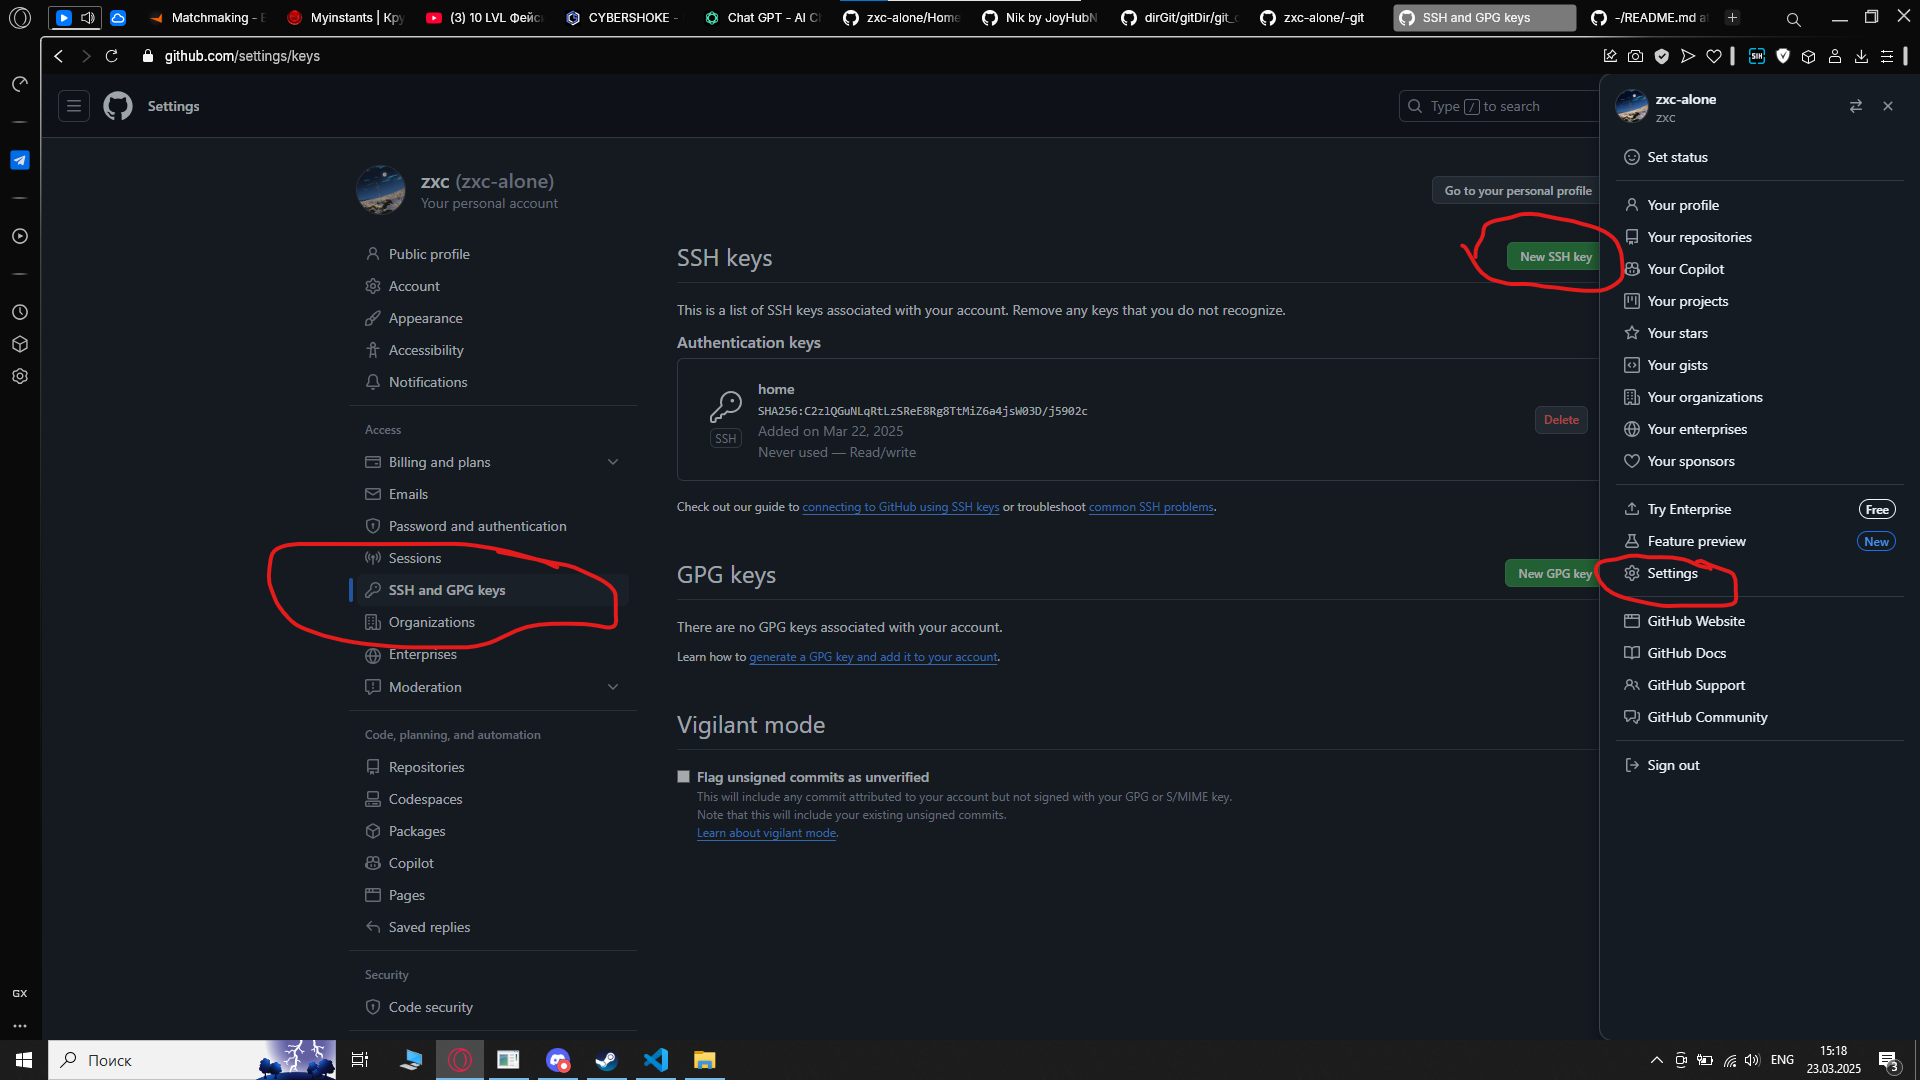 Matchmaking - E
Myinstants | Кру
(3) 10 LVL Фейс
CYBERSHOKE -
Chat GPT - AI Ch
zxc-alone/Home
Nik by JoyHubN
dirGit/gitDir/git_c
zxc-alone/-git
SSH and GPG keys
-/README.md at
github.com/settings/keys
SIH
Settings
Type / to search
zxc-alone
zxc
Set status
Your profile
Your repositories
Your Copilot
Your projects
Your stars
Your gists
Your organizations
Your enterprises
Your sponsors
Try Enterprise
Free
Feature preview
New
Settings
GitHub Website
GitHub Docs
GitHub Support
GitHub Community
Sign out
zxc (zxc-alone)
Your personal account
Go to your personal profile
Public profile
Account
Appearance
Accessibility
Notifications
Access
Billing and plans
Emails
Password and authentication
Sessions
SSH and GPG keys
Organizations
Enterprises
Moderation
Code, planning, and automation
Repositories
Codespaces
Packages
Copilot
Pages
Saved replies
Security
Code security
SSH keys
New SSH key
This is a list of SSH keys associated with your account. Remove any keys that you do not recognize.
Authentication keys
home
SHA256:C2zlQGuNLqRtLzSReE8Rg8TtMiZ6a4jsW03D/j5902c
Added on Mar 22, 2025
Never used — Read/write
SSH
Delete
Check out our guide to connecting to GitHub using SSH keys or troubleshoot common SSH problems.
GPG keys
New GPG key
There are no GPG keys associated with your account.
Learn how to generate a GPG key and add it to your account.
Vigilant mode
Flag unsigned commits as unverified
This will include any commit attributed to your account but not signed with your GPG or S/MIME key.
Note that this will include your existing unsigned commits.
Learn about vigilant mode.
GX
Поиск
ENG
15:18
23.03.2025
3